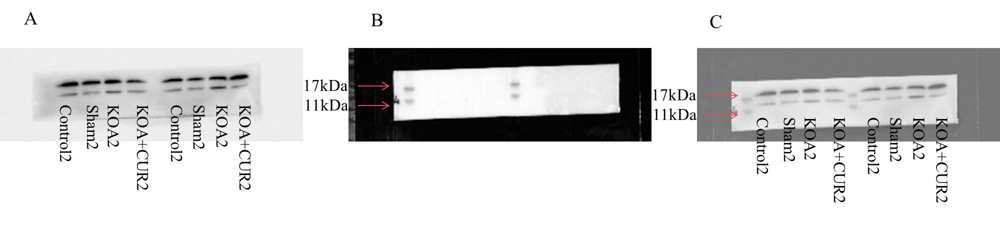 A
B
C
17kDa
11kDa
17kDa
11kDa
Control2
Sham2
KOA2
KOA+CUR2
Control2
Sham2
KOA2
KOA+CUR2
Control2
Sham2
KOA2
KOA+CUR2
Control2
Sham2
KOA2
KOA+CUR2